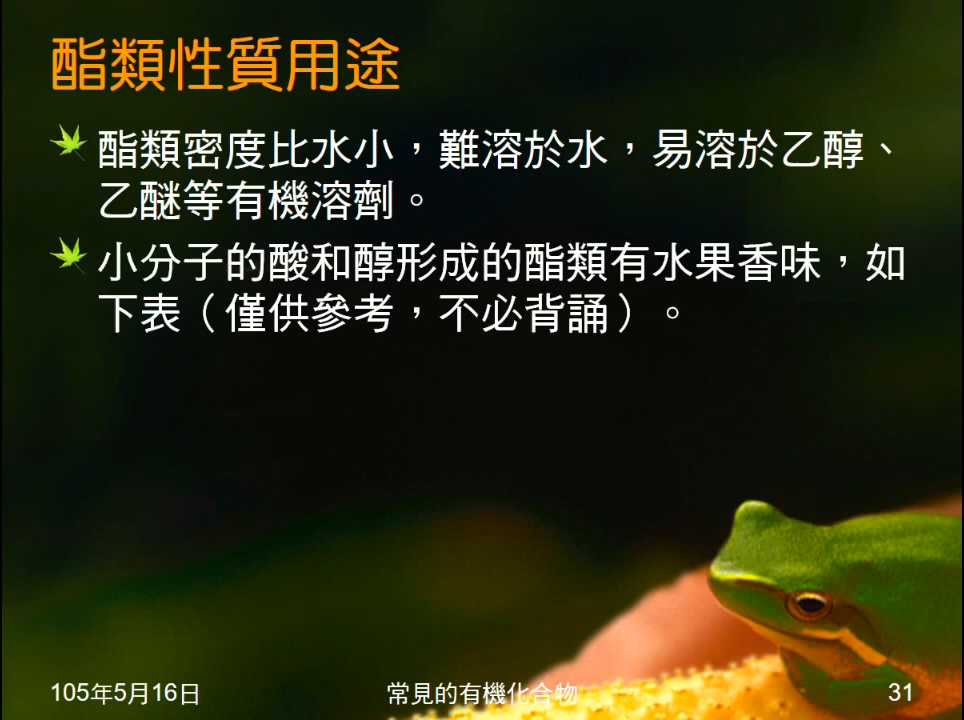 酯類性質用途
酯類密度比水小，難溶於水，易溶於乙醇、
乙醚等有機溶劑。
小分子的酸和醇形成的酯類有水果香味，如
下表（僅供參考，不必背誦）。
105年5月16日
常見的有機化合物
31